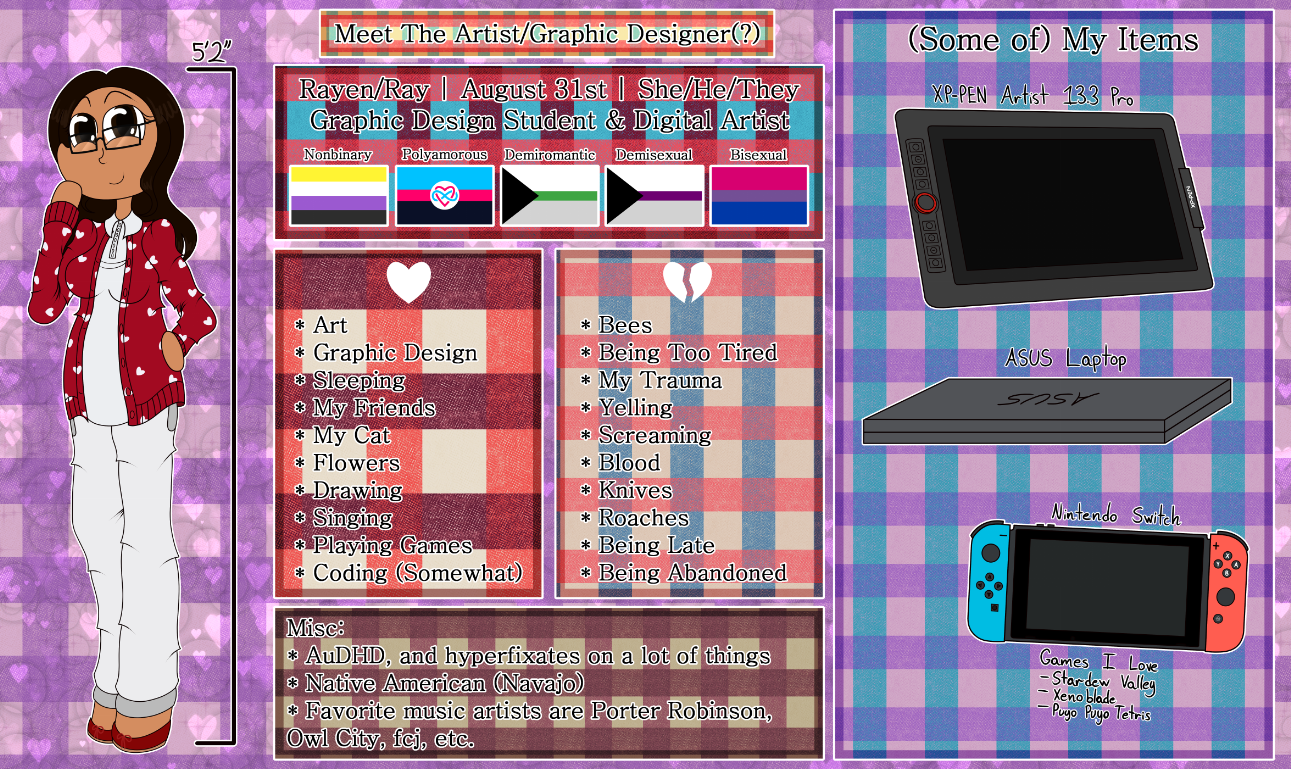 5'2"
Meet The Artist/Graphic Designer(?)
Rayen/Ray | August 31st | She/He/They
Graphic Design Student & Digital Artist
Nonbinary Polyamorous Demiromantic Demisexual Bisexual
* Art
* Graphic Design
* Sleeping
* My Friends
* My Cat
* Flowers
* Drawing
* Singing
* Playing Games
* Coding (Somewhat)
* Bees
* Being Too Tired
* My Trauma
* Yelling
* Screaming
* Blood
* Knives
* Roaches
* Being Late
* Being Abandoned
Misc:
* AuDHD, and hyperfixates on a lot of things
* Native American (Navajo)
* Favorite music artists are Porter Robinson,
Owl City, fcj, etc.
(Some of) My Items
XP-PEN Artist 13.3 Pro
XP-PEN
ASUS Laptop
ASUS
Nintendo Switch
X
Y A
B
Games I Love
- Stardew Valley
- Xenoblade
- Puyo Puyo Tetris